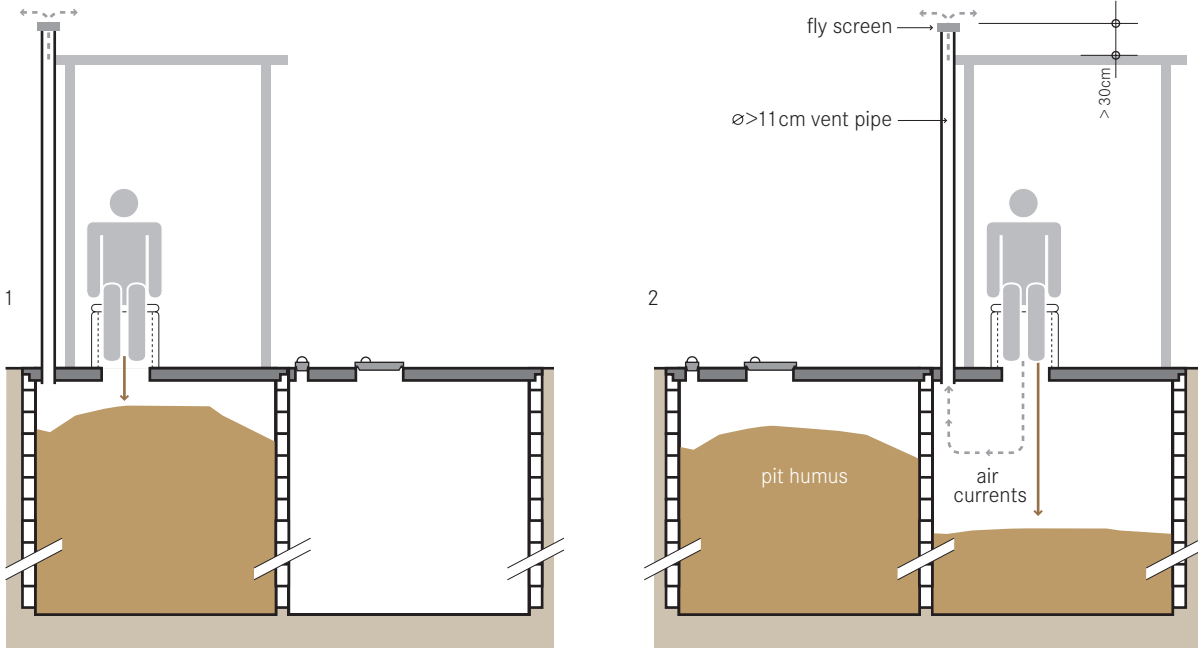 1
2
fly screen
⌀>11cm vent pipe
> 30cm
pit humus
air
currents